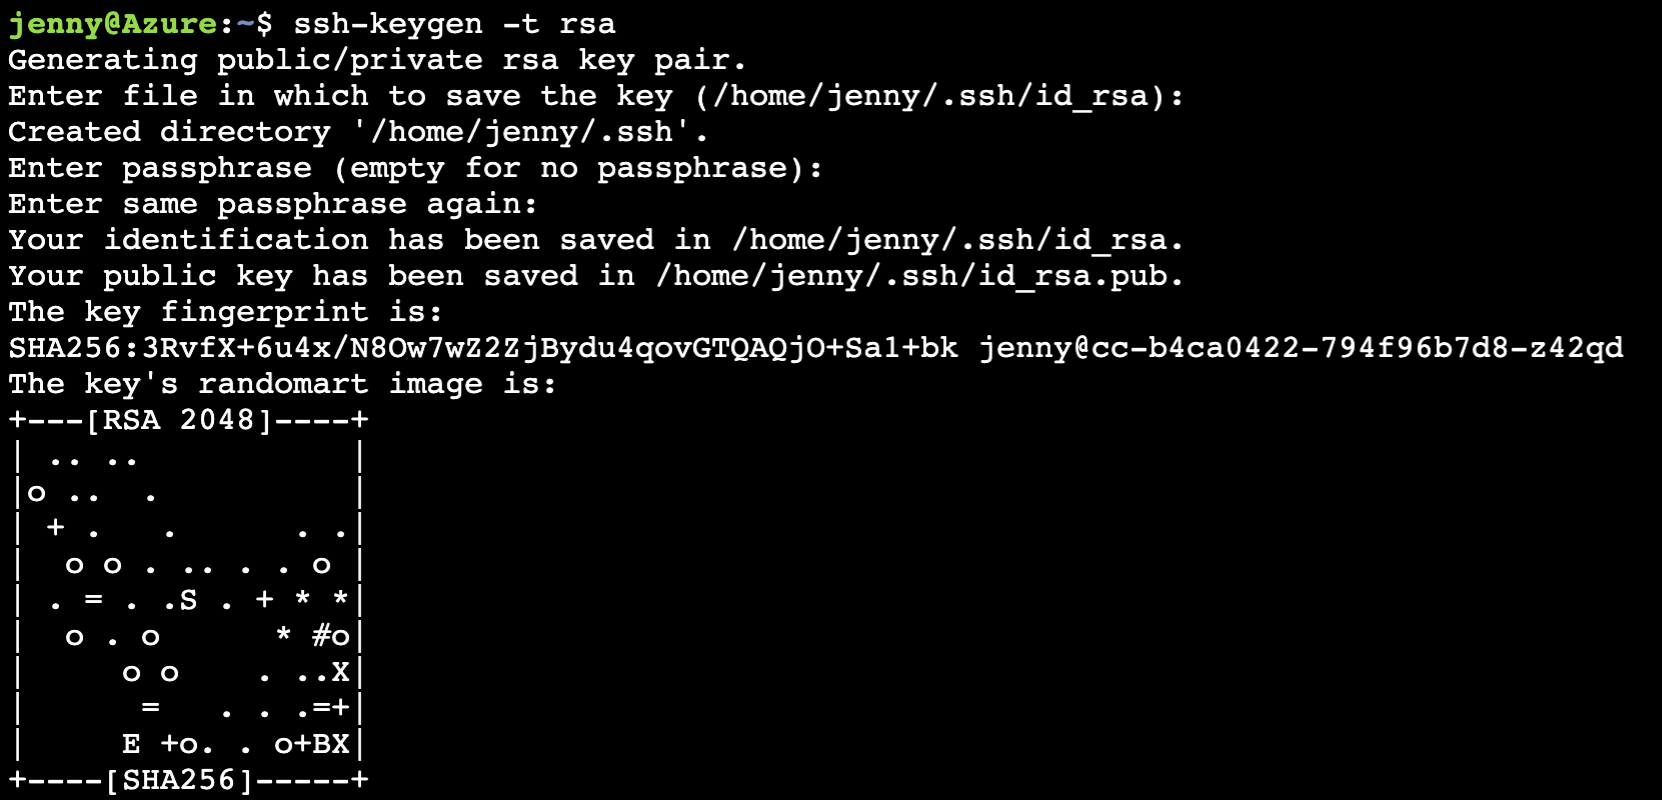 jenny@Azure:~$ ssh-keygen -t rsa
Generating public/private rsa key pair.
Enter file in which to save the key (/home/jenny/.ssh/id_rsa):
Created directory '/home/jenny/.ssh'.
Enter passphrase (empty for no passphrase):
Enter same passphrase again:
Your identification has been saved in /home/jenny/.ssh/id_rsa.
Your public key has been saved in /home/jenny/.ssh/id_rsa.pub.
The key fingerprint is:
SHA256:3RvfX+6u4x/N8Ow7wZ2ZjBydu4qovGTQAQjO+Sa1+bk jenny@cc-b4ca0422-794f96b7d8-z42qd
The key's randomart image is:
+---[RSA 2048]----+
| .. ..           |
|o ..  .          |
| + .   .      . .|
|  o o . .. . . o |
| . = . .S . + * *|
|  o . o      * #o|
|     o o    . ..X|
|      =   . . .=+|
|     E +o. . o+BX|
+----[SHA256]-----+